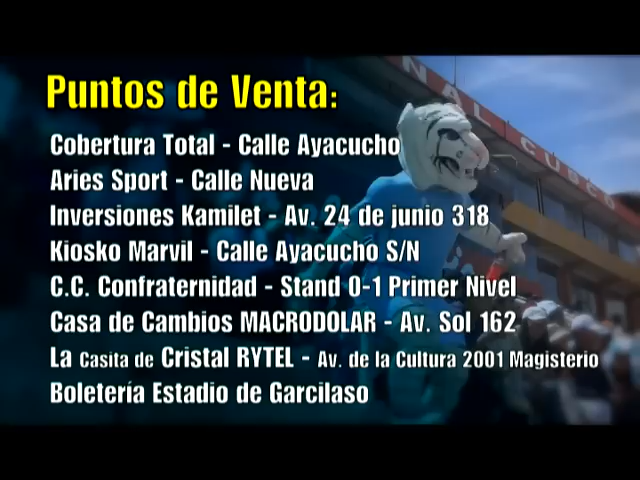 Puntos de Venta:
NAL CUSCO
Cobertura Total - Calle Ayacucho
Aries Sport - Calle Nueva
Inversiones Kamilet - Av. 24 de junio 318
Kiosko Marvil - Calle Ayacucho S/N
C.C. Confraternidad - Stand O-1 Primer Nivel
Casa de Cambios MACRODOLAR - Av. Sol 162
La Casita de Cristal RYTEL - Av. de la Cultura 2001 Magisterio
Boletería Estadio de Garcilaso